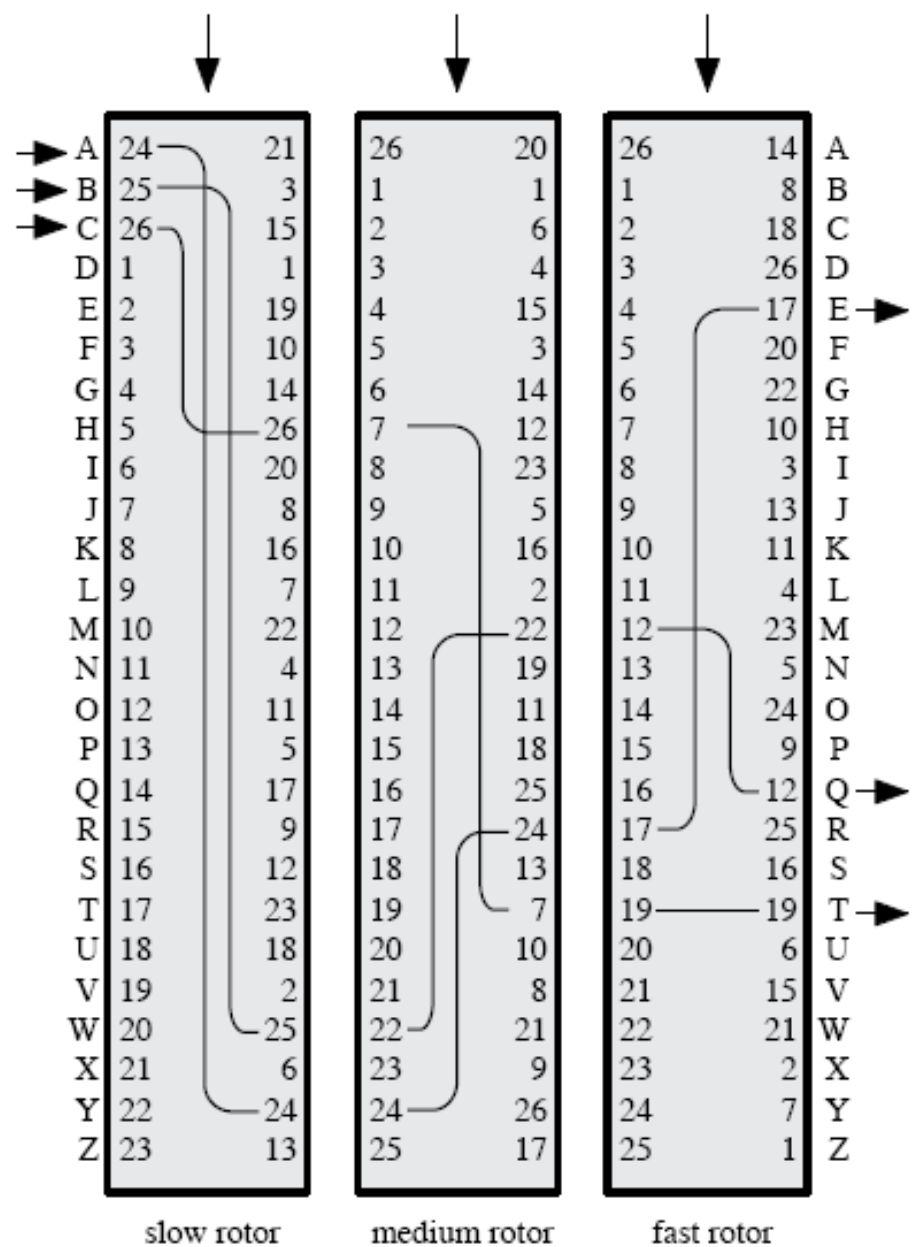 A 24 21 26 20 26 14 A
B 25 3 1 1 1 8 B
C 26 15 2 6 2 18 C
D 1 1 3 4 3 26 D
E 2 19 4 15 4 17 E
F 3 10 5 3 5 20 F
G 4 14 6 14 6 22 G
H 5 26 7 12 7 10 H
I 6 20 8 23 8 3 I
J 7 8 9 5 9 13 J
K 8 16 10 16 10 11 K
L 9 7 11 2 11 4 L
M 10 22 12 22 12 23 M
N 11 4 13 19 13 5 N
O 12 11 14 11 14 24 O
P 13 5 15 18 15 9 P
Q 14 17 16 25 16 12 Q
R 15 9 17 24 17 25 R
S 16 12 18 13 18 16 S
T 17 23 19 7 19 19 T
U 18 18 20 10 20 6 U
V 19 2 21 8 21 15 V
W 20 25 22 21 22 21 W
X 21 6 23 9 23 2 X
Y 22 24 24 26 24 7 Y
Z 23 13 25 17 25 1 Z
slow rotor medium rotor fast rotor